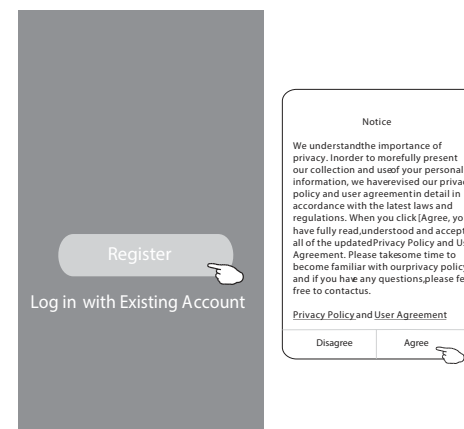 Register
Log in with Existing Account
Notice
We understandthe importance of
privacy. Inorder to morefully present
our collection and useof your personal
information, we haverevised our privac
policy and user agreementin detail in
accordance with the latest laws and
regulations. When you click [Agree, yo
have fully read,understood and accept
all of the updatedPrivacy Policy and Us
Agreement. Please takesome time to
become familiar with ourprivacy policy
and if you have any questions,please fe
free to contactus.
Privacy Policy and User Agreement
Disagree Agree